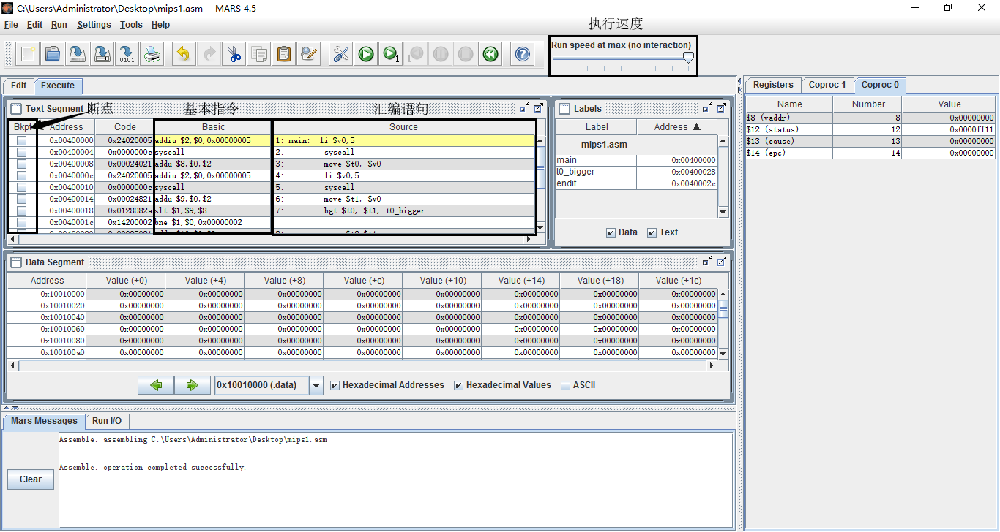 C:\Users\Administrator\Desktop\mips1.asm - MARS 4.5
File Edit Run Settings Tools Help
执行速度
Run speed at max (no interaction)
Edit Execute
Registers Coproc 1 Coproc 0
Text Segment 断点 基本指令 汇编语句
Bkpt Address Code Basic Source
0x00400000 0x24020005 addiu $2,$0,0x00000005 1: main: li $v0,5
0x00400004 0x0000000c syscall 2: syscall
0x00400008 0x00024021 addu $8,$0,$2 3: move $t0, $v0
0x0040000c 0x24020005 addiu $2,$0,0x00000005 4: li $v0,5
0x00400010 0x0000000c syscall 5: syscall
0x00400014 0x00024821 addu $9,$0,$2 6: move $t1, $v0
0x00400018 0x0128082a slt $1,$9,$8 7: bgt $t0, $t1, t0_bigger
0x0040001c 0x14200002 bne $1,$0,0x00000002
Labels
Label Address ▲
mips1.asm
main 0x00400000
t0_bigger 0x00400028
endif 0x0040002c
Data Text
Name Number Value
$8 (vaddr) 8 0x00000000
$12 (status) 12 0x0000ff11
$13 (cause) 13 0x00000000
$14 (epc) 14 0x00000000
Data Segment
Address Value (+0) Value (+4) Value (+8) Value (+c) Value (+10) Value (+14) Value (+18) Value (+1c)
0x10010000 0x00000000 0x00000000 0x00000000 0x00000000 0x00000000 0x00000000 0x00000000 0x00000000
0x10010020 0x00000000 0x00000000 0x00000000 0x00000000 0x00000000 0x00000000 0x00000000 0x00000000
0x10010040 0x00000000 0x00000000 0x00000000 0x00000000 0x00000000 0x00000000 0x00000000 0x00000000
0x10010060 0x00000000 0x00000000 0x00000000 0x00000000 0x00000000 0x00000000 0x00000000 0x00000000
0x10010080 0x00000000 0x00000000 0x00000000 0x00000000 0x00000000 0x00000000 0x00000000 0x00000000
0x100100a0 0x00000000 0x00000000 0x00000000 0x00000000 0x00000000 0x00000000 0x00000000 0x00000000
0x10010000 (.data) Hexadecimal Addresses Hexadecimal Values ASCII
Mars Messages Run I/O
Assemble: assembling C:\Users\Administrator\Desktop\mips1.asm
Assemble: operation completed successfully.
Clear